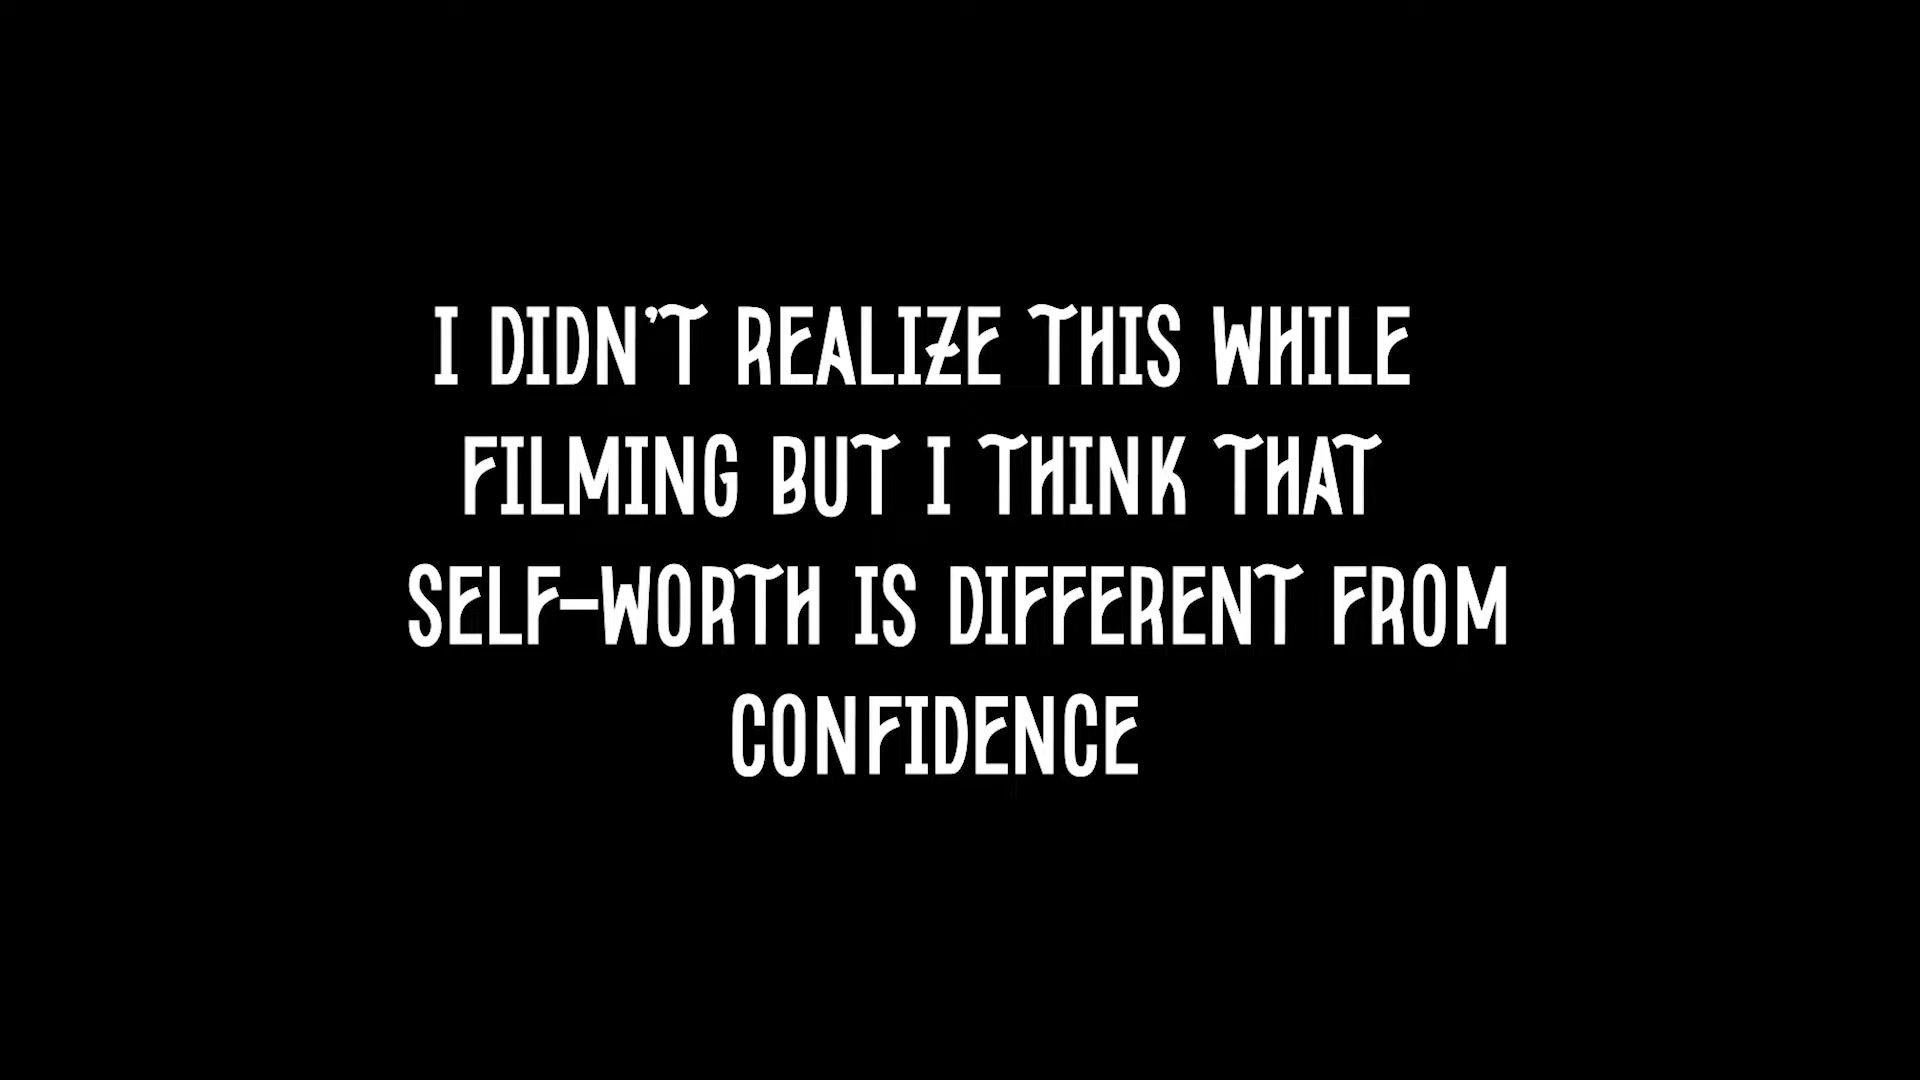 I DIDN'T REALIZE THIS WHILE
FILMING BUT I THINK THAT
SELF-WORTH IS DIFFERENT FROM
CONFIDENCE